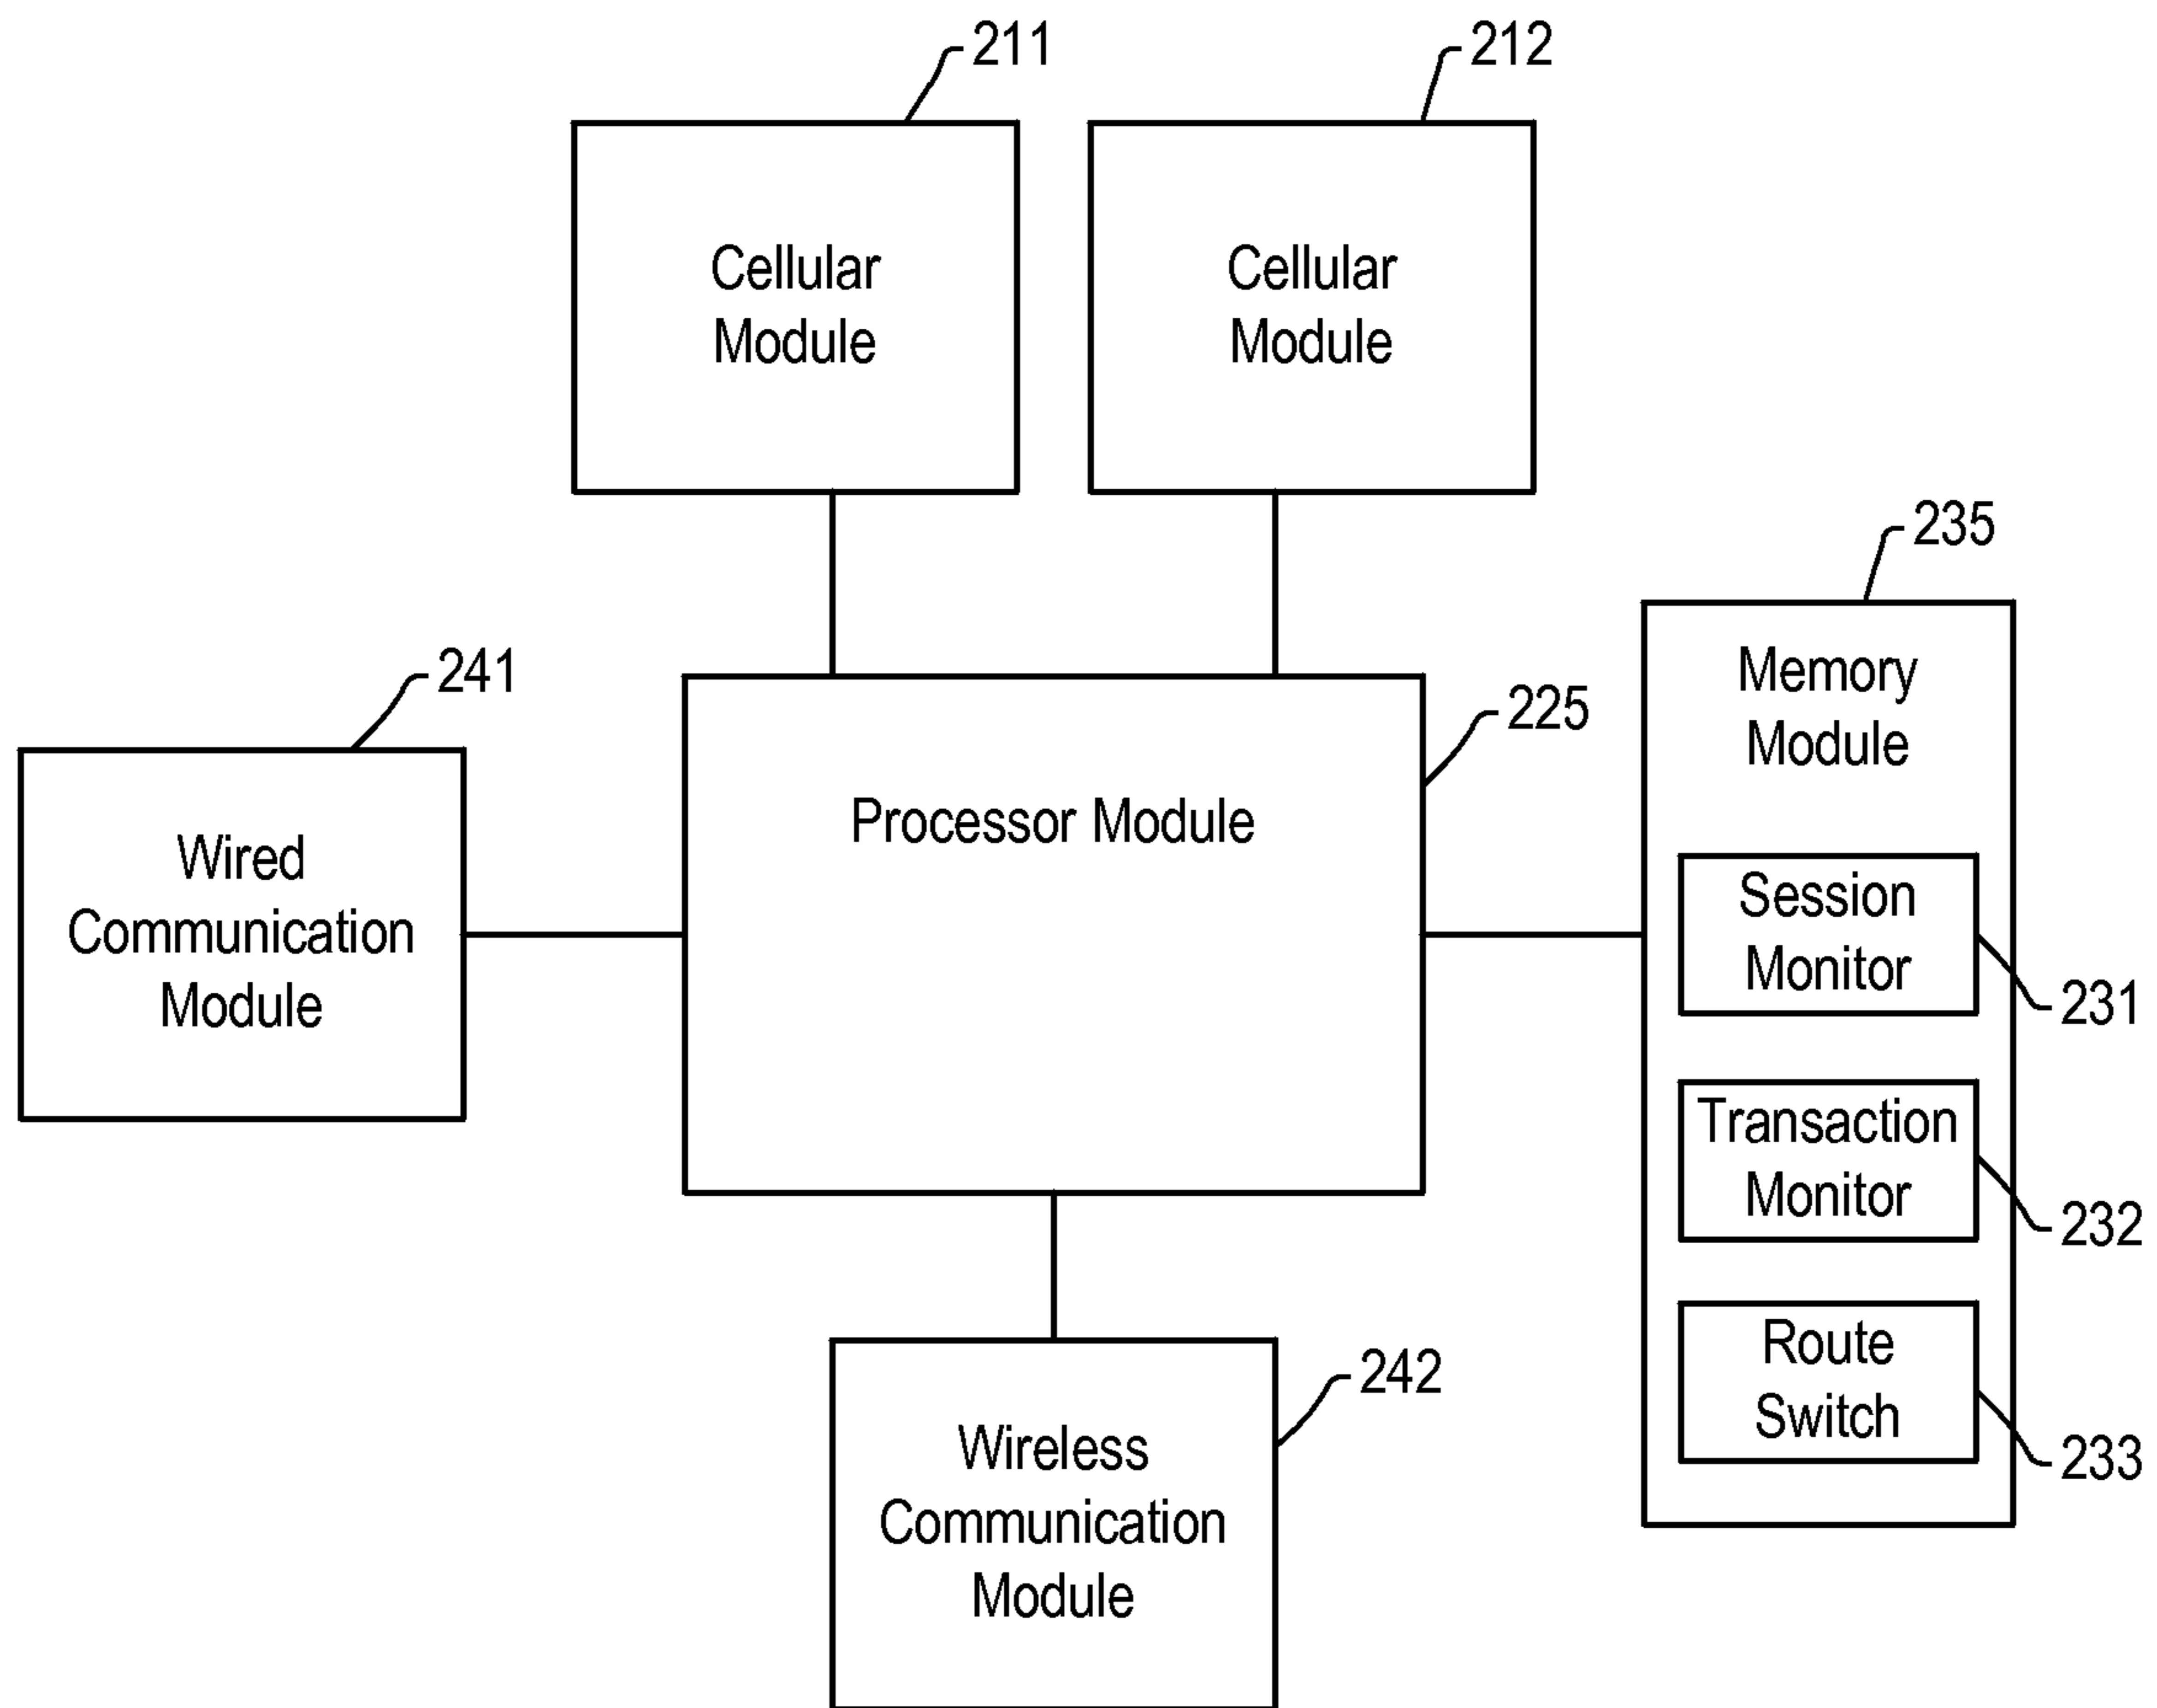 211
212
Cellular
Module
Cellular
Module
235
241
225
Memory
Module
Processor Module
Wired
Communication
Module
Session
Monitor
231
Transaction
Monitor
232
Route
Switch
233
242
Wireless
Communication
Module